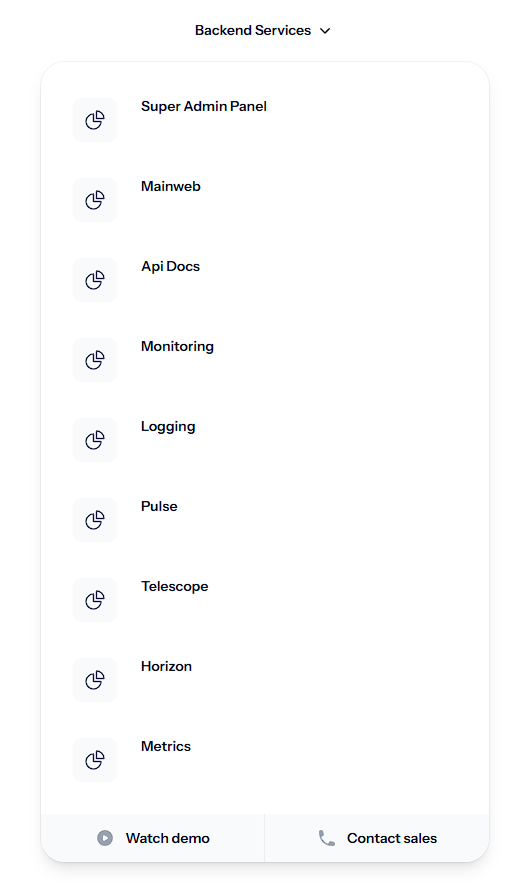 Backend Services
Super Admin Panel
Mainweb
Api Docs
Monitoring
Logging
Pulse
Telescope
Horizon
Metrics
Watch demo
Contact sales